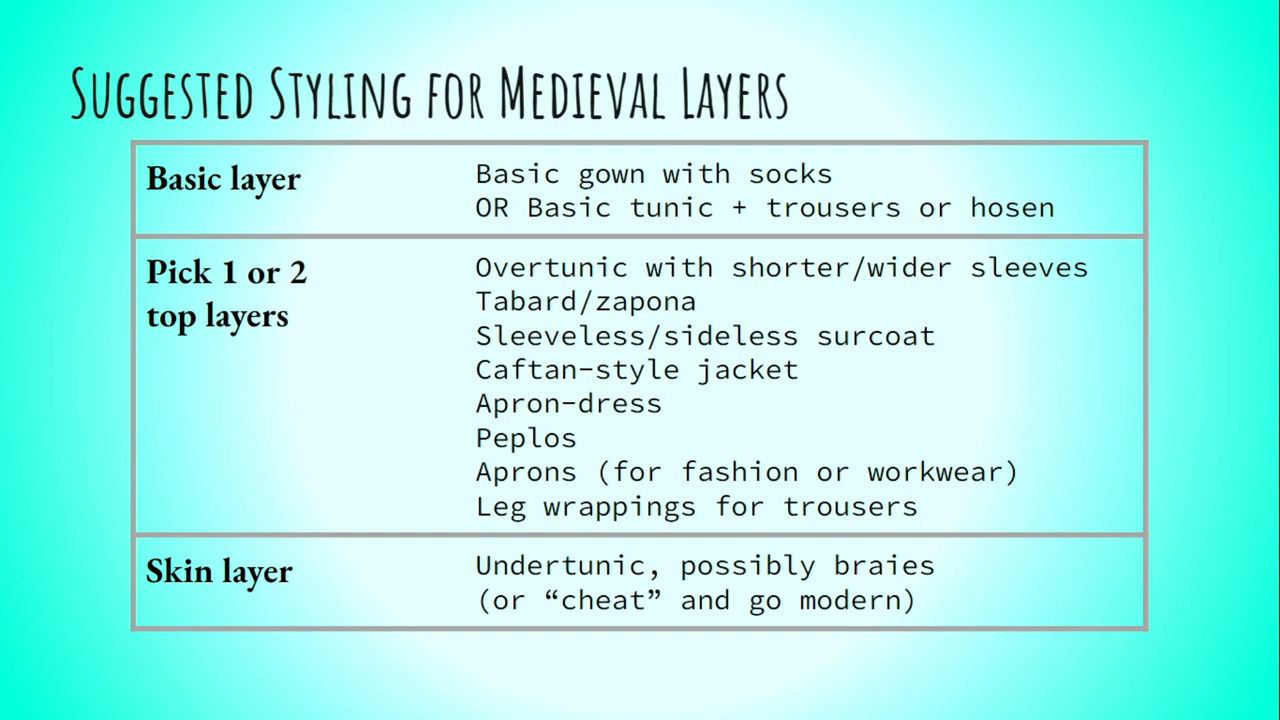 Suggested Styling for Medieval Layers
Basic layer
Basic gown with socks
OR Basic tunic + trousers or hosen
Pick 1 or 2
top layers
Overtunic with shorter/wider sleeves
Tabard/zapona
Sleeveless/sideless surcoat
Caftan-style jacket
Apron-dress
Peplos
Aprons (for fashion or workwear)
Leg wrappings for trousers
Skin layer
Undertunic, possibly braies
(or “cheat” and go modern)